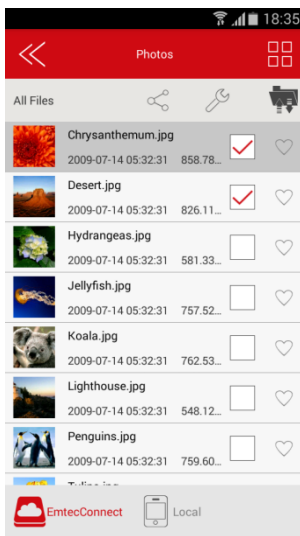 18:35
Photos
All Files
Chrysanthemum.jpg
2009-07-14 05:32:31 858.78...
Desert.jpg
2009-07-14 05:32:31 826.11...
Hydrangeas.jpg
2009-07-14 05:32:31 581.33...
Jellyfish.jpg
2009-07-14 05:32:31 757.52...
Koala.jpg
2009-07-14 05:32:31 762.53...
Lighthouse.jpg
2009-07-14 05:32:31 548.12...
Penguins.jpg
2009-07-14 05:32:31 759.60...
EmtecConnect Local